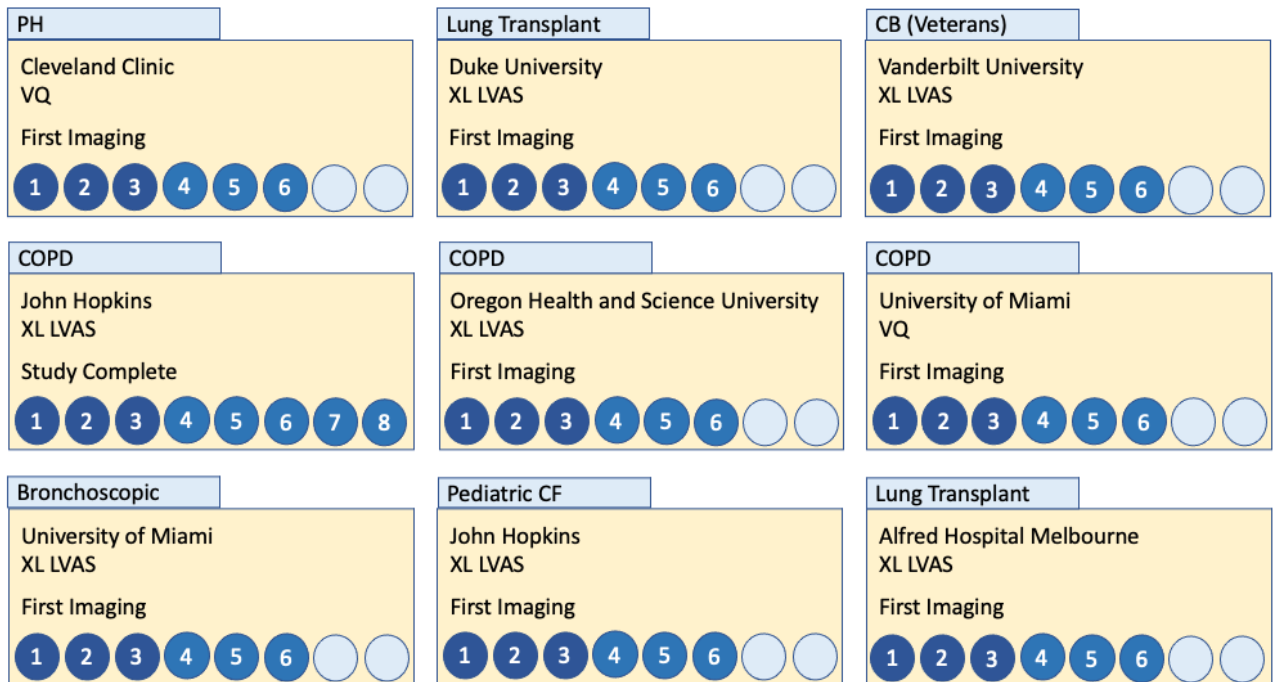 PH
Cleveland Clinic
VQ
First Imaging
1 2 3 4 5 6
Lung Transplant
Duke University
XL LVAS
First Imaging
1 2 3 4 5 6
CB (Veterans)
Vanderbilt University
XL LVAS
First Imaging
1 2 3 4 5 6
COPD
John Hopkins
XL LVAS
Study Complete
1 2 3 4 5 6 7 8
COPD
Oregon Health and Science University
XL LVAS
First Imaging
1 2 3 4 5 6
COPD
University of Miami
VQ
First Imaging
1 2 3 4 5 6
Bronchoscopic
University of Miami
XL LVAS
First Imaging
1 2 3 4 5 6
Pediatric CF
John Hopkins
XL LVAS
First Imaging
1 2 3 4 5 6
Lung Transplant
Alfred Hospital Melbourne
XL LVAS
First Imaging
1 2 3 4 5 6